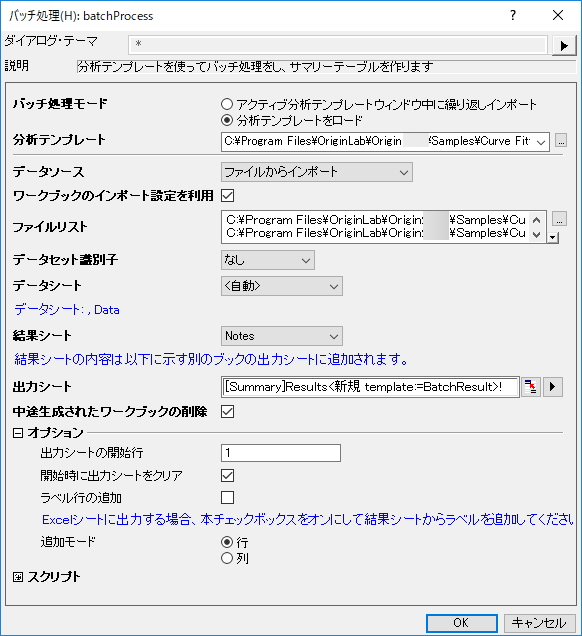 バッチ処理(H): batchProcess
ダイアログ・テーマ *
説明 分析テンプレートを使ってバッチ処理をし、サマリーテーブルを作ります
バッチ処理モード アクティブ分析テンプレートウィンドウ中に繰り返しインポート
分析テンプレートをロード
分析テンプレート C:¥Program Files¥OriginLab¥Origin ¥Samples¥Curve Fit
データソース ファイルからインポート
ワークブックのインポート設定を利用
ファイルリスト C:¥Program Files¥OriginLab¥Origin ¥Samples¥Cu
C:¥Program Files¥OriginLab¥Origin ¥Samples¥Cu
データセット識別子 なし
データシート <自動>
データシート: , Data
結果シート Notes
結果シートの内容は以下に示す別のブックの出力シートに追加されます。
出力シート [Summary]Results<新規 template:=BatchResult>!
中途生成されたワークブックの削除
オプション
出力シートの開始行 1
開始時に出力シートをクリア
ラベル行の追加
Excelシートに出力する場合、本チェックボックスをオンにして結果シートからラベルを追加してくださ
追加モード 行
列
スクリプト
OK キャンセル